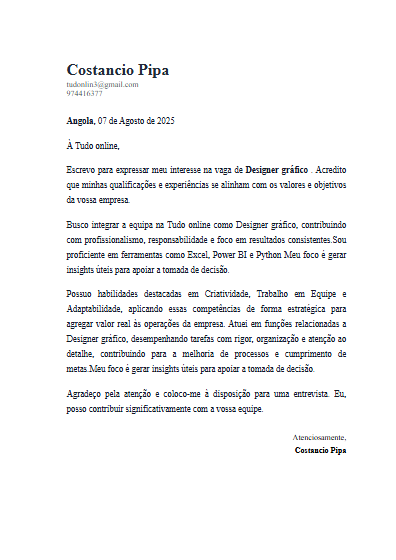 Costancio Pipa
tudonlin3@gmail.com
974416377
Angola, 07 de Agosto de 2025
À Tudo online,
Escrevo para expressar meu interesse na vaga de Designer gráfico . Acredito
que minhas qualificações e experiências se alinham com os valores e objetivos
da vossa empresa.
Busco integrar a equipa na Tudo online como Designer gráfico, contribuindo
com profissionalismo, responsabilidade e foco em resultados consistentes.Sou
proficiente em ferramentas como Excel, Power BI e Python Meu foco é gerar
insights úteis para apoiar a tomada de decisão.
Possuo habilidades destacadas em Criatividade, Trabalho em Equipe e
Adaptabilidade, aplicando essas competências de forma estratégica para
agregar valor real às operações da empresa. Atuei em funções relacionadas a
Designer gráfico, desempenhando tarefas com rigor, organização e atenção ao
detalhe, contribuindo para a melhoria de processos e cumprimento de
metas.Meu foco é gerar insights úteis para apoiar a tomada de decisão.
Agradeço pela atenção e coloco-me à disposição para uma entrevista. Eu,
posso contribuir significativamente com a vossa equipe.
Atenciosamente,
Costancio Pipa